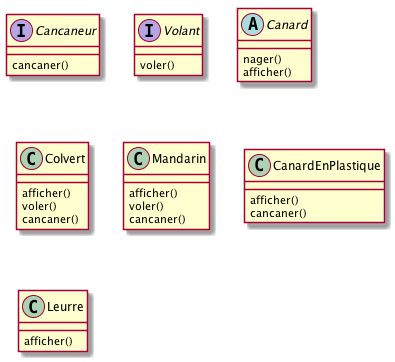 I Cancaneur
cancaner()
I Volant
voler()
A Canard
nager()
afficher()
C Colvert
afficher()
voler()
cancaner()
C Mandarin
afficher()
voler()
cancaner()
C CanardEnPlastique
afficher()
cancaner()
C Leurre
afficher()